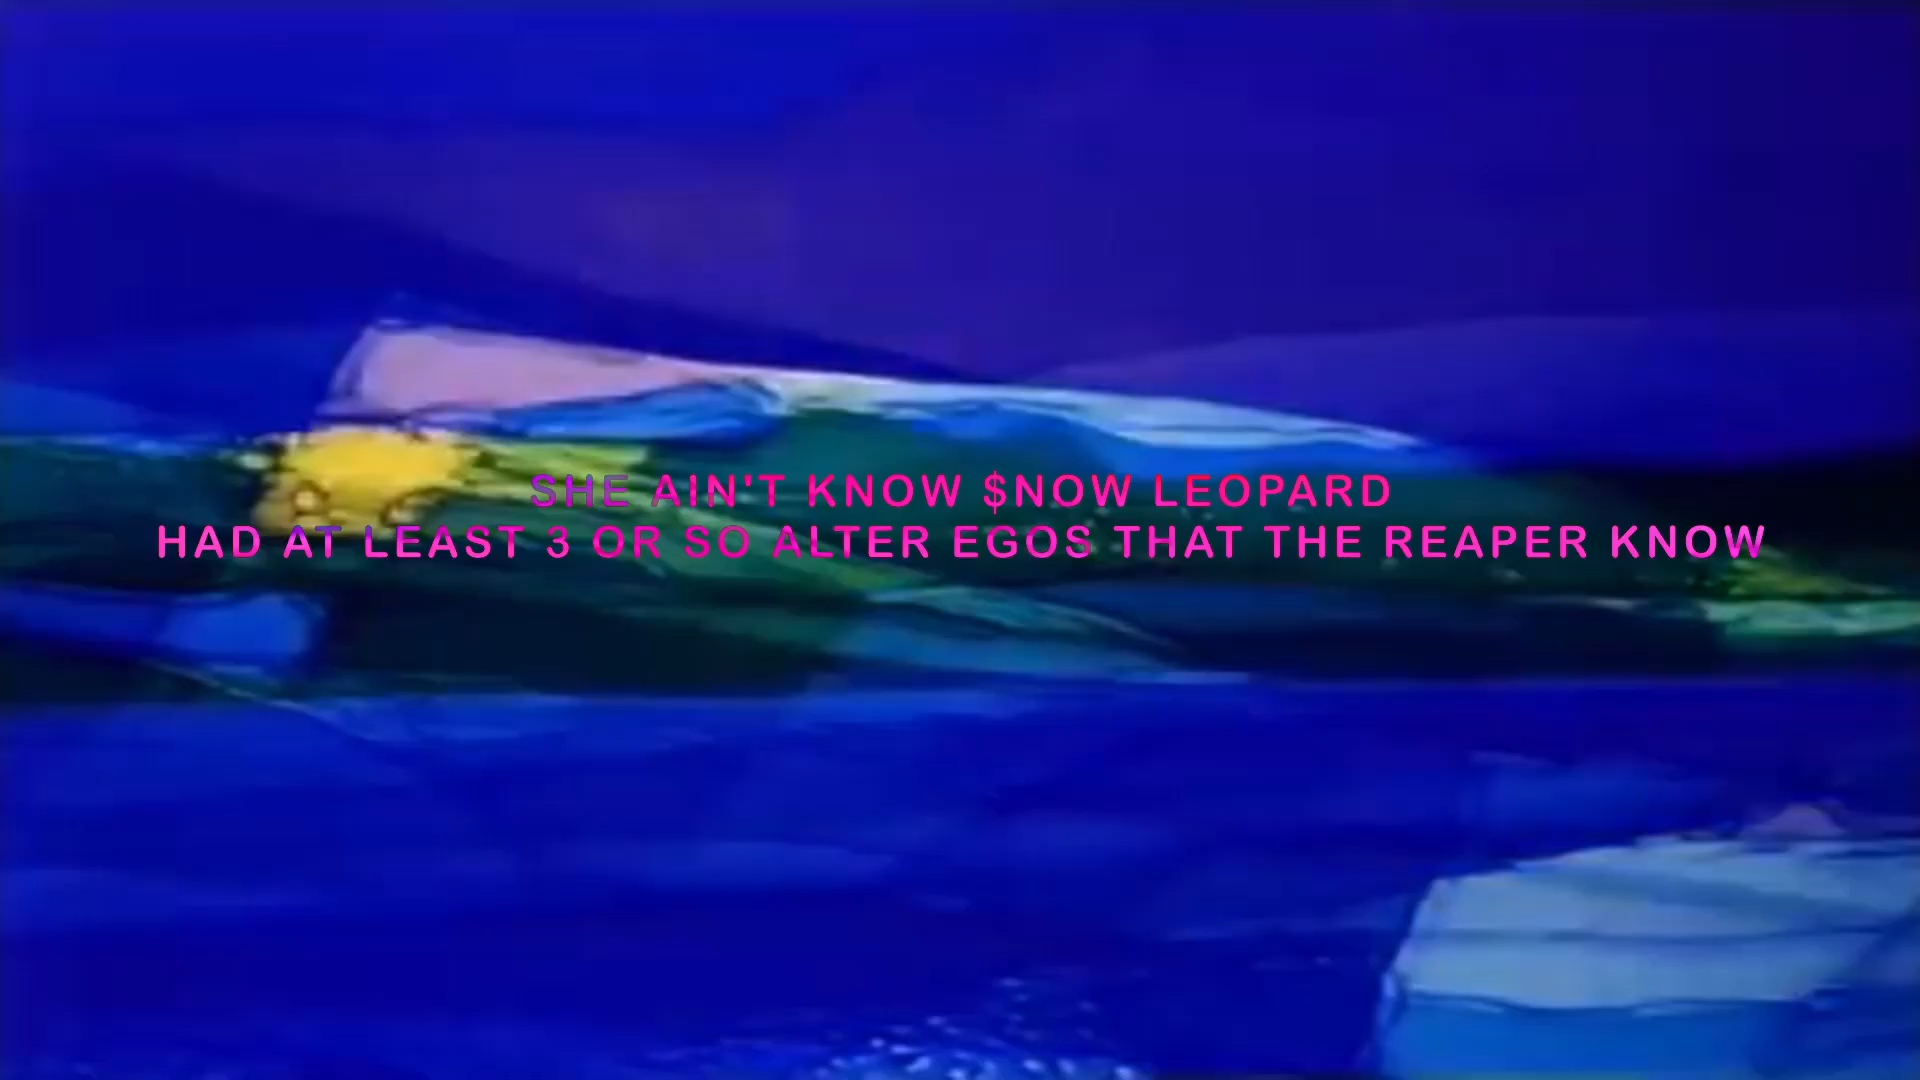 SHE AIN'T KNOW $NOW LEOPARD
HAD AT LEAST 3 OR SO ALTER EGOS THAT THE REAPER KNOW